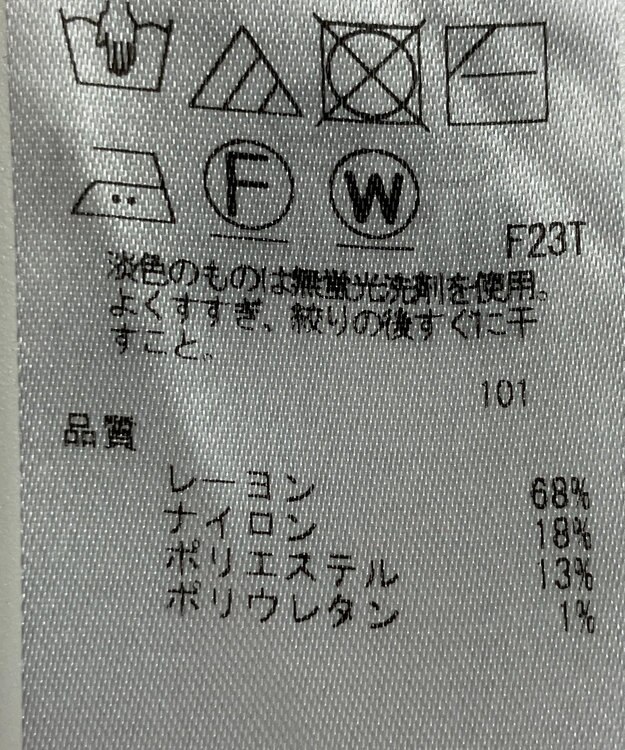 F W
F23T
淡色のものは無蛍光洗剤を使用。
よくすすぎ、絞りの後すぐに干
すこと。
101
品質
レーヨン 68%
ナイロン 18%
ポリエステル 13%
ポリウレタン 1%